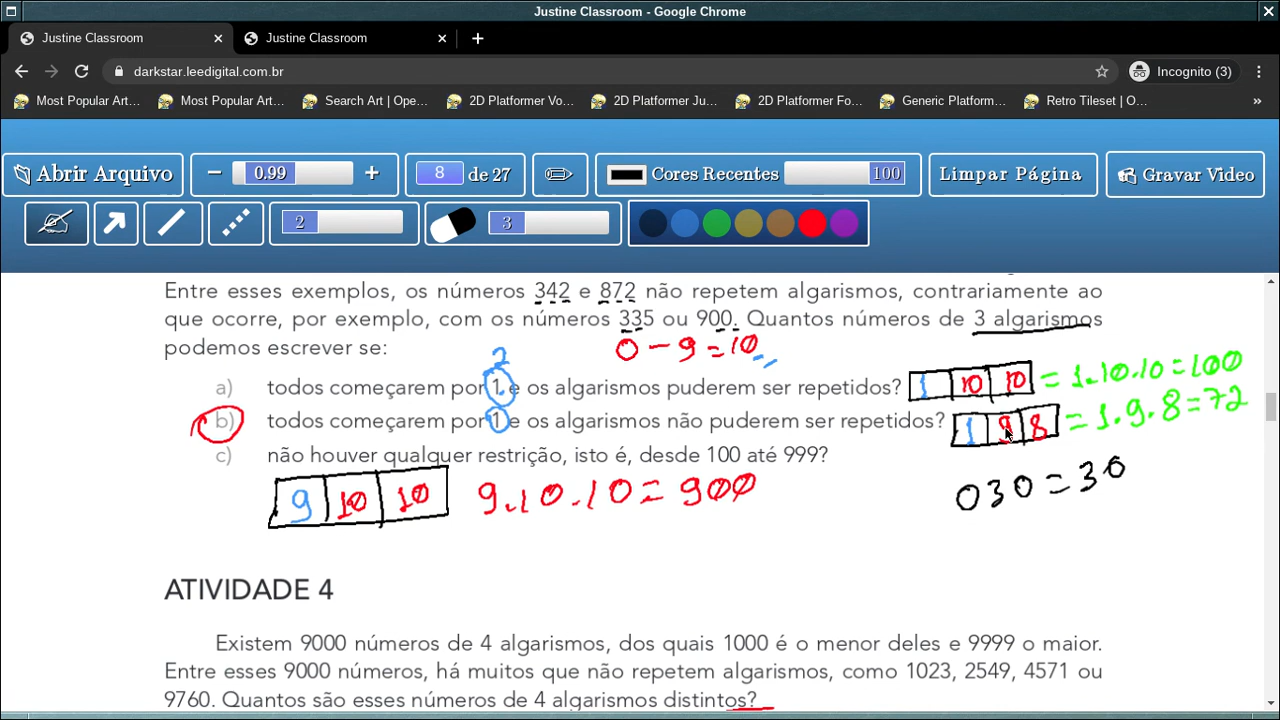 Justine Classroom - Google Chrome
Justine Classroom
Justine Classroom
darkstar.leedigital.com.br
Incognito (3)
Most Popular Art...
Most Popular Art...
Search Art | Ope...
2D Platformer Vo...
2D Platformer Ju...
2D Platformer Fo...
Generic Platform...
Retro Tileset | O...
»
Abrir Arquivo
− 0.99 +
8 de 27
Cores Recentes 100
Limpar Página
Gravar Video
2
3
Entre esses exemplos, os números 342 e 872 não repetem algarismos, contrariamente ao
que ocorre, por exemplo, com os números 335 ou 900. Quantos números de 3 algarismos
podemos escrever se:
0 - 9 = 10
2
a) todos começarem por 1 e os algarismos puderem ser repetidos?
1 10 10 = 1.10.10 = 100
b) todos começarem por 1 e os algarismos não puderem ser repetidos?
1 9 8 = 1.9.8 = 72
c) não houver qualquer restrição, isto é, desde 100 até 999?
030 = 30
9 10 10 9.10.10 = 900
ATIVIDADE 4
Existem 9000 números de 4 algarismos, dos quais 1000 é o menor deles e 9999 o maior.
Entre esses 9000 números, há muitos que não repetem algarismos, como 1023, 2549, 4571 ou
9760. Quantos são esses números de 4 algarismos distintos?